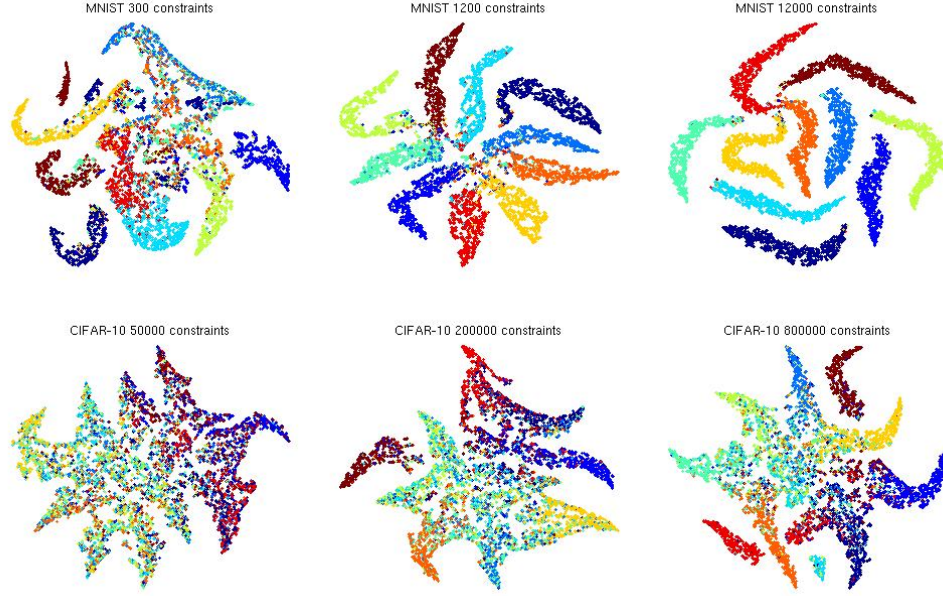 MNIST 300 constraints
MNIST 1200 constraints
MNIST 12000 constraints
CIFAR-10 50000 constraints
CIFAR-10 200000 constraints
CIFAR-10 800000 constraints